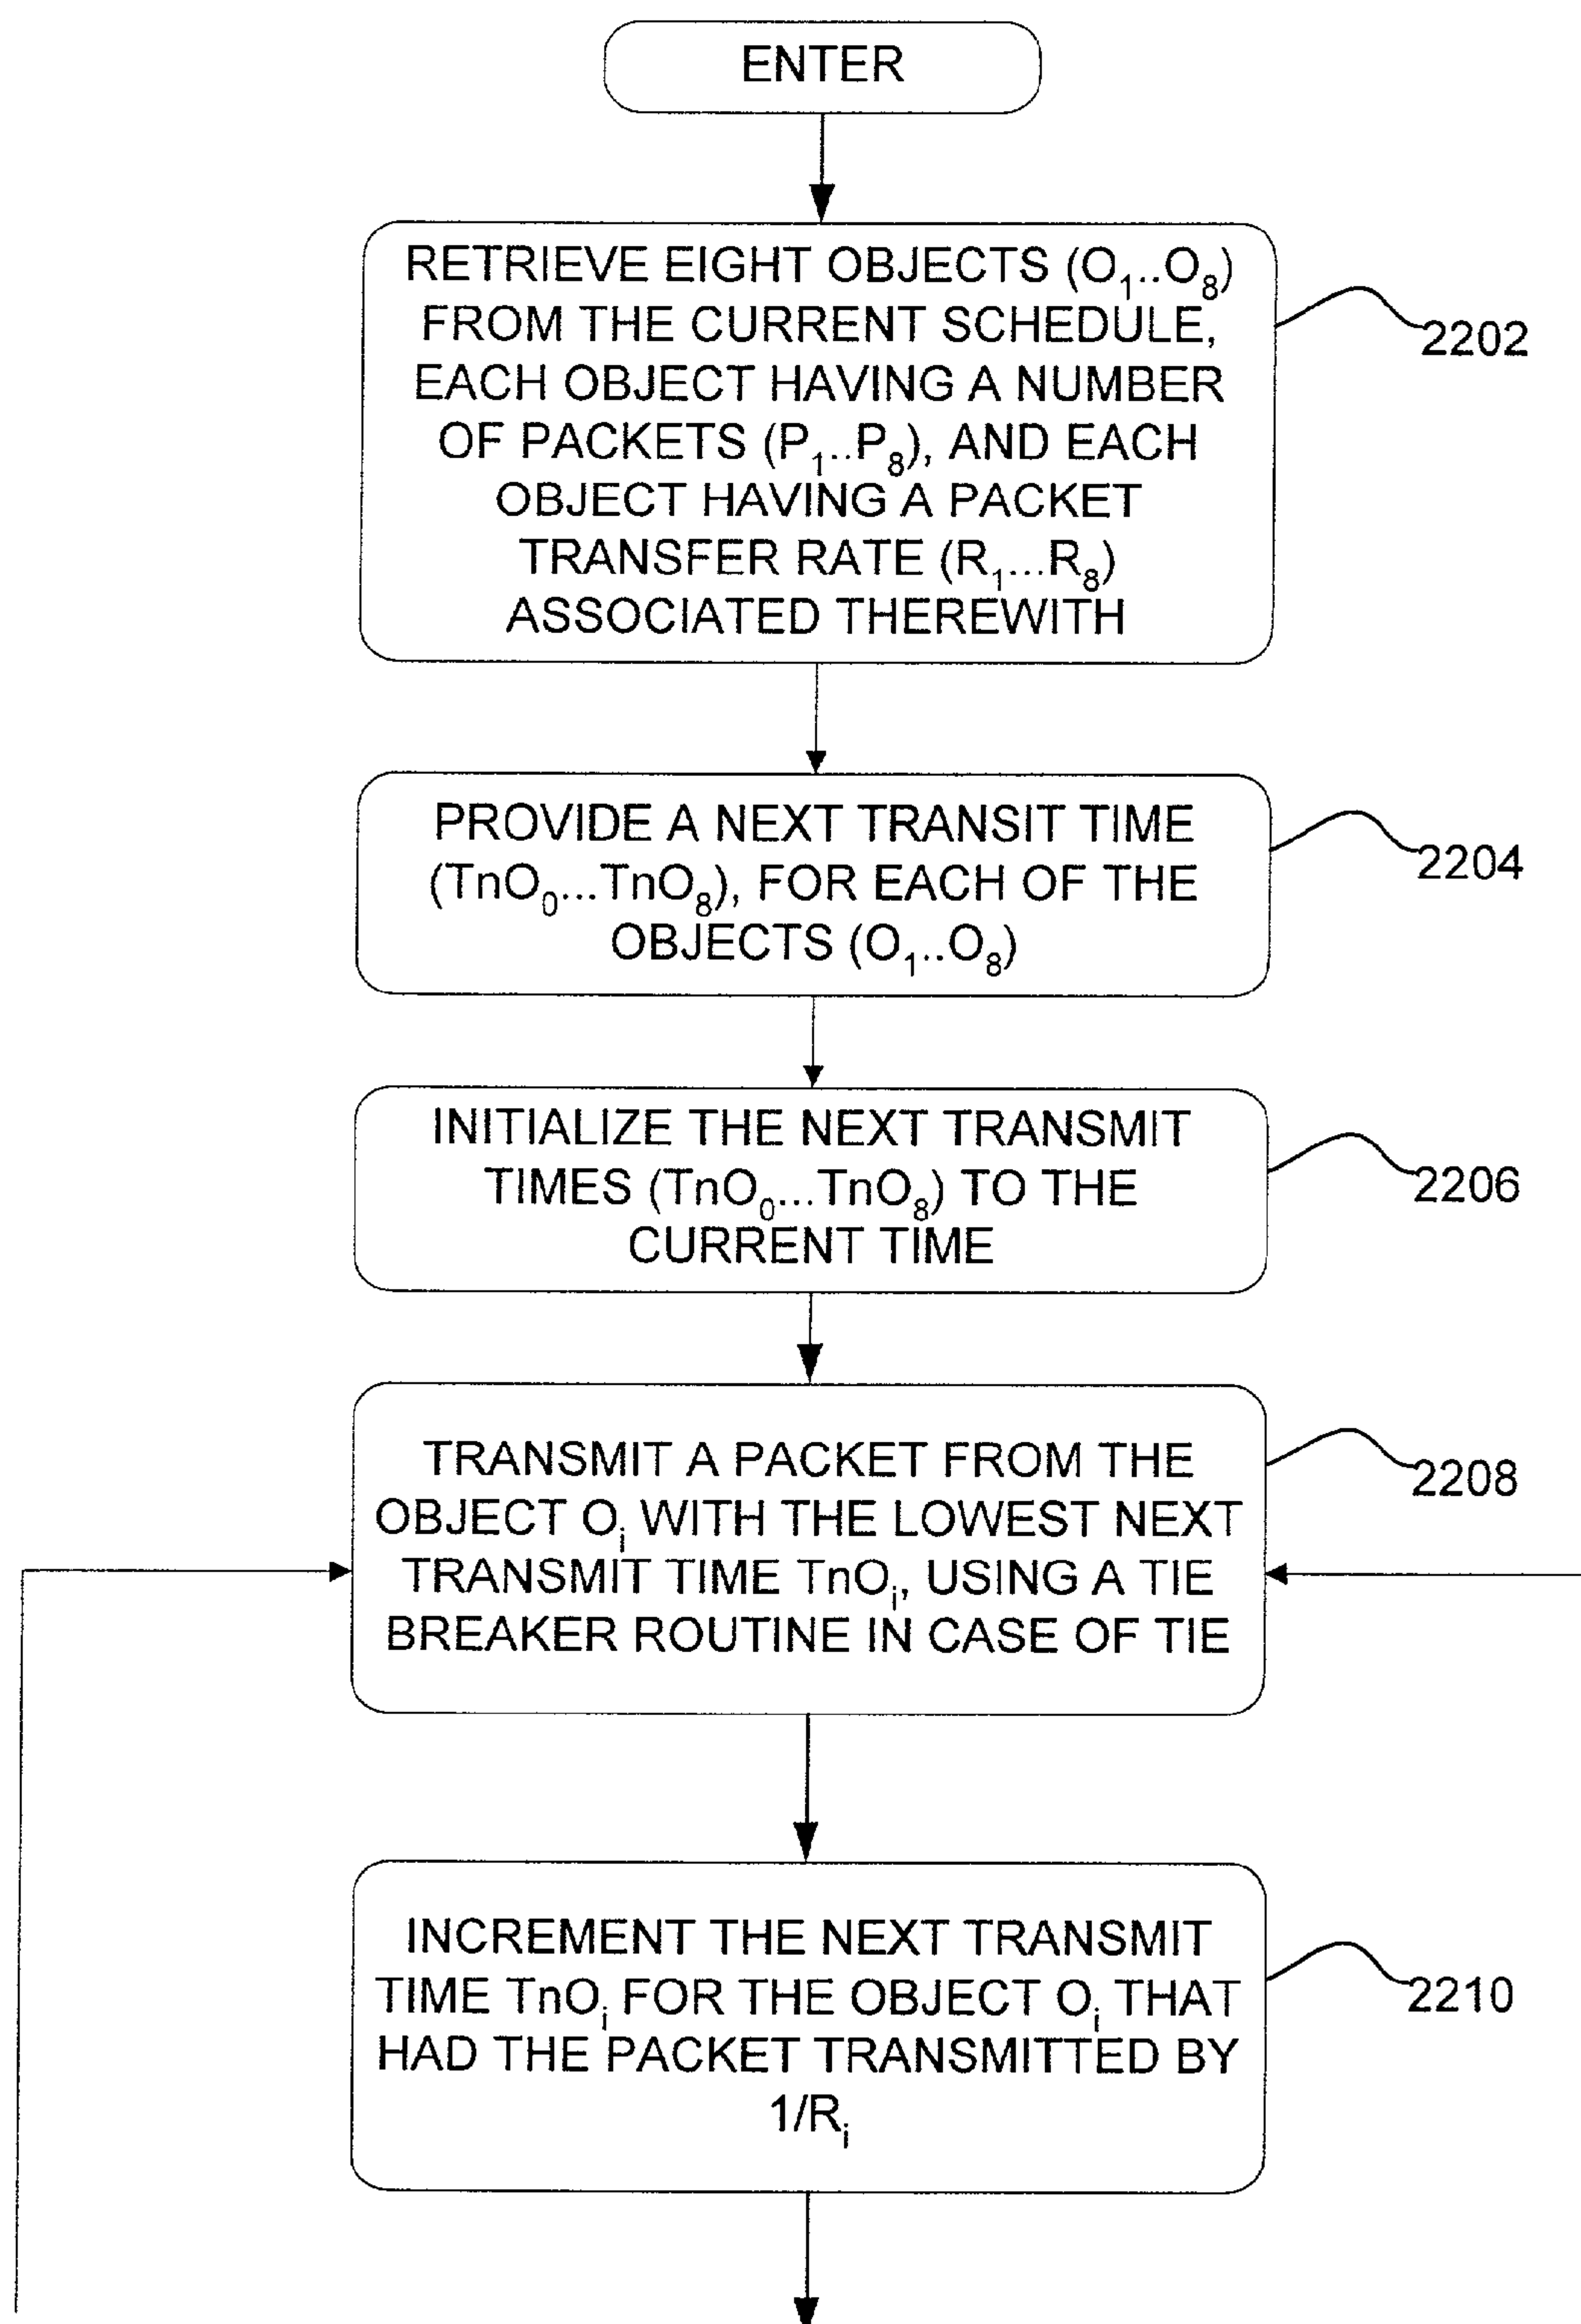 ENTER
RETRIEVE EIGHT OBJECTS (O₁..O₈)
FROM THE CURRENT SCHEDULE,
EACH OBJECT HAVING A NUMBER
OF PACKETS (P₁..P₈), AND EACH
OBJECT HAVING A PACKET
TRANSFER RATE (R₁...R₈)
ASSOCIATED THEREWITH
2202
PROVIDE A NEXT TRANSIT TIME
(TnO₀...TnO₈), FOR EACH OF THE
OBJECTS (O₁..O₈)
2204
INITIALIZE THE NEXT TRANSMIT
TIMES (TnO₀...TnO₈) TO THE
CURRENT TIME
2206
TRANSMIT A PACKET FROM THE
OBJECT Oᵢ WITH THE LOWEST NEXT
TRANSMIT TIME TnOᵢ, USING A TIE
BREAKER ROUTINE IN CASE OF TIE
2208
INCREMENT THE NEXT TRANSMIT
TIME TnOᵢ FOR THE OBJECT Oᵢ THAT
HAD THE PACKET TRANSMITTED BY
1/Rᵢ
2210